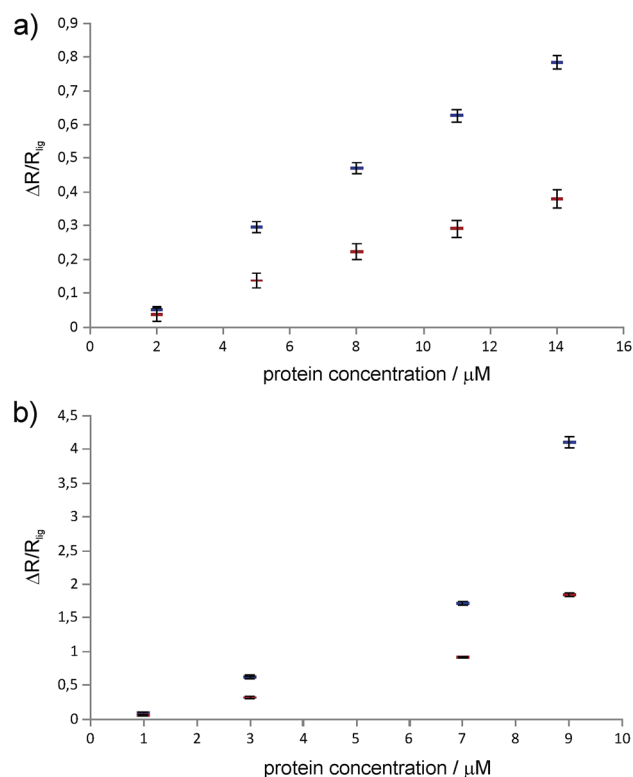 a)
0,9
0,8
0,7
0,6
0,5
0,4
0,3
0,2
0,1
0
ΔR/Rlig
0 2 4 6 8 10 12 14 16
protein concentration / µM
b)
4,5
4
3,5
3
2,5
2
1,5
1
0,5
0
ΔR/Rlig
0 1 2 3 4 5 6 7 8 9 10
protein concentration / µM